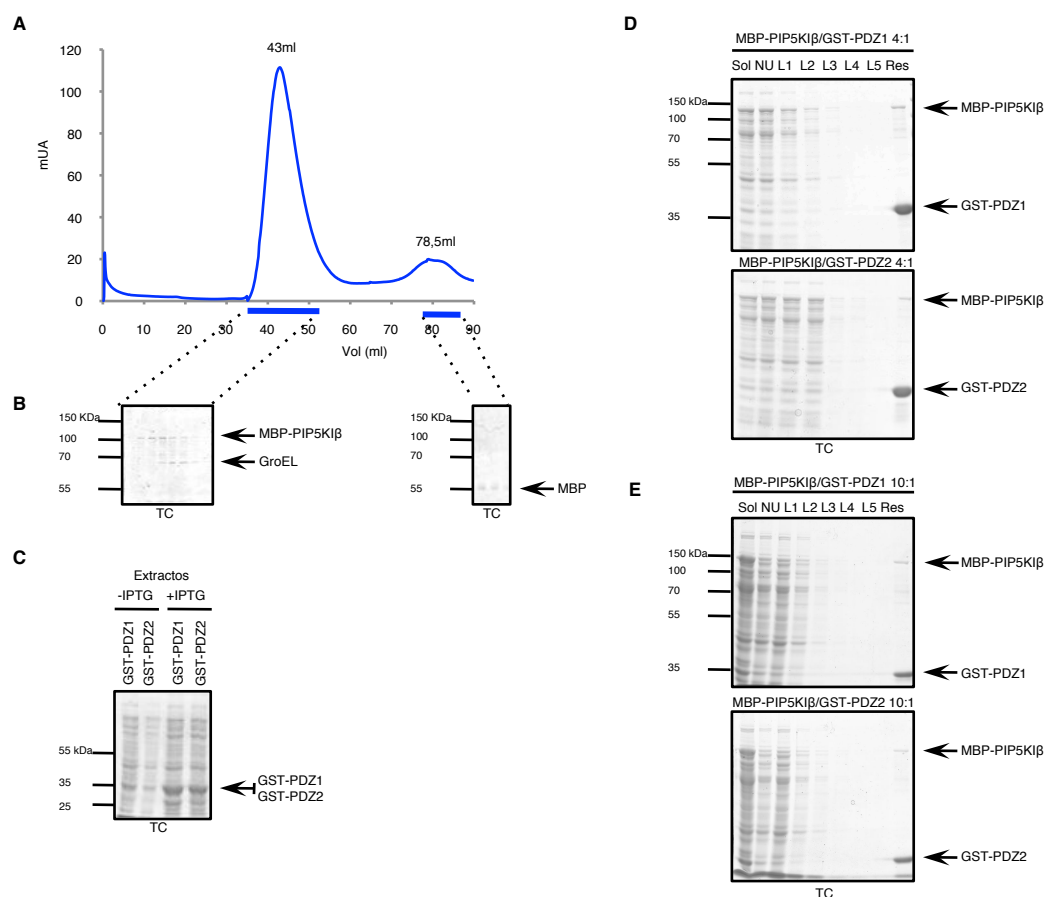 A
120
100
80
60
40
20
0
mUA
43ml
78,5ml
0 10 20 30 40 50 60 70 80 90
Vol (ml)
B
150 KDa
100
70
55
MBP-PIP5KIβ
GroEL
TC
150 KDa
100
70
55
MBP
TC
C
Extractos
-IPTG +IPTG
GST-PDZ1
GST-PDZ2
GST-PDZ1
GST-PDZ2
55 kDa
35
25
GST-PDZ1
GST-PDZ2
TC
D
MBP-PIP5KIβ/GST-PDZ1 4:1
Sol NU L1 L2 L3 L4 L5 Res
150 kDa
100
70
55
35
MBP-PIP5KIβ
GST-PDZ1
MBP-PIP5KIβ/GST-PDZ2 4:1
MBP-PIP5KIβ
GST-PDZ2
TC
E
MBP-PIP5KIβ/GST-PDZ1 10:1
Sol NU L1 L2 L3 L4 L5 Res
150 kDa
100
70
55
35
MBP-PIP5KIβ
GST-PDZ1
MBP-PIP5KIβ/GST-PDZ2 10:1
MBP-PIP5KIβ
GST-PDZ2
TC